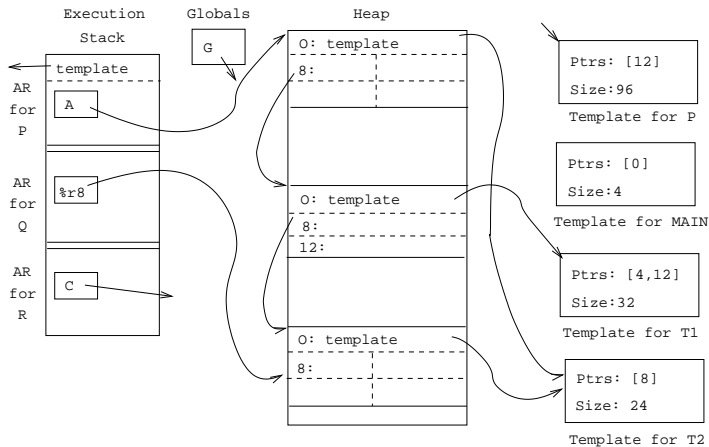 Execution
Stack
Globals
Heap
template
AR
for
P
A
AR
for
Q
%r8
AR
for
R
C
G
O: template
8:
O: template
8:
12:
O: template
8:
Ptrs: [12]
Size:96
Template for P
Ptrs: [0]
Size:4
Template for MAIN
Ptrs: [4,12]
Size:32
Template for T1
Ptrs: [8]
Size: 24
Template for T2